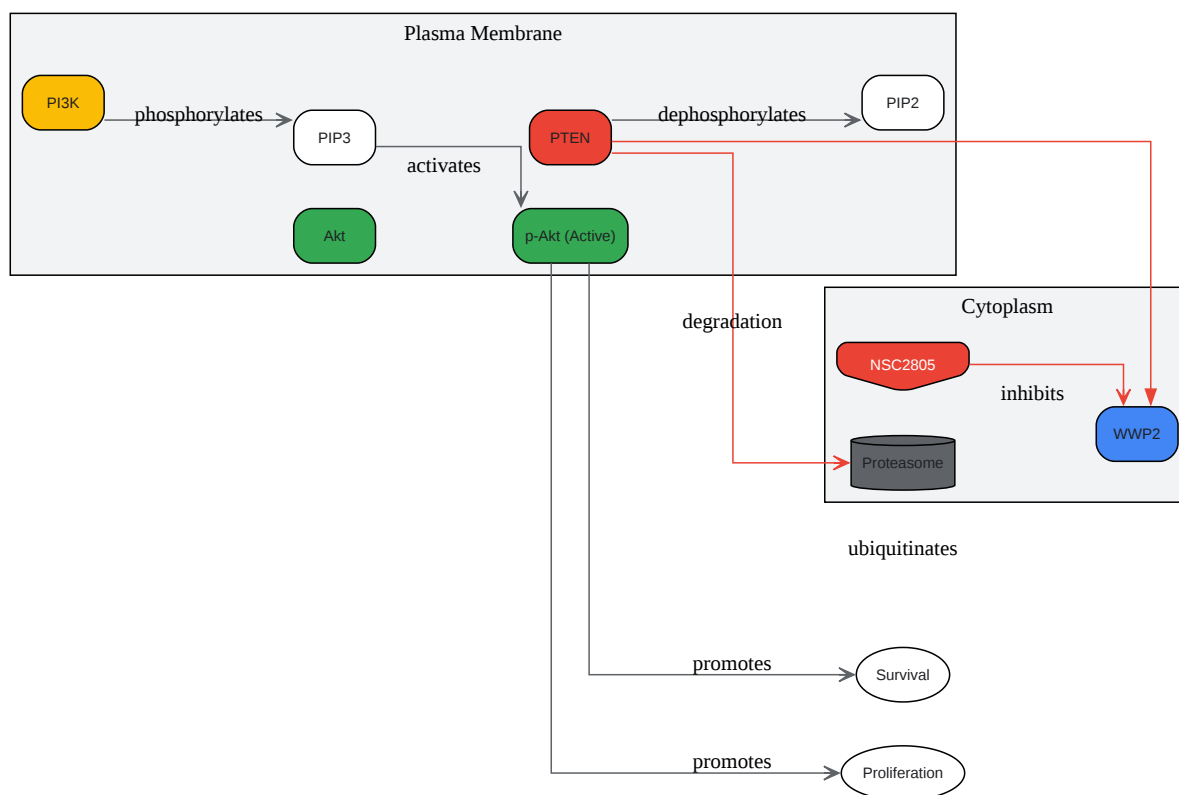 Plasma Membrane
PI3K
phosphorylates
PIP3
activates
PTEN
dephosphorylates
PIP2
Akt
p-Akt (Active)
degradation
Cytoplasm
NSC2805
inhibits
WWP2
Proteasome
ubiquitinates
promotes
Survival
promotes
Proliferation